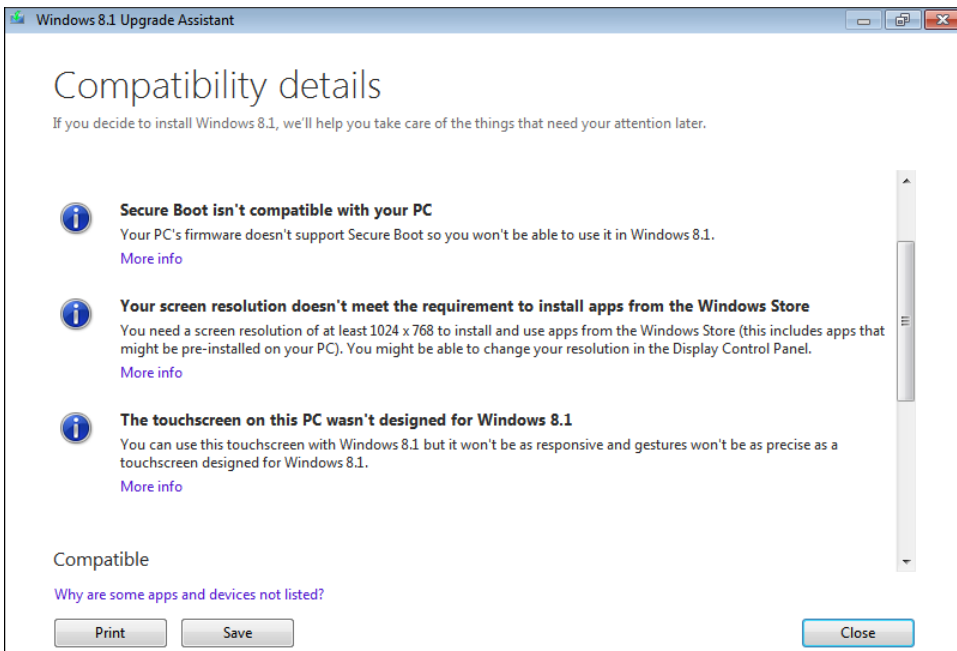 Windows 8.1 Upgrade Assistant
Compatibility details
If you decide to install Windows 8.1, we'll help you take care of the things that need your attention later.
Secure Boot isn't compatible with your PC
Your PC's firmware doesn't support Secure Boot so you won't be able to use it in Windows 8.1.
More info
Your screen resolution doesn't meet the requirement to install apps from the Windows Store
You need a screen resolution of at least 1024 x 768 to install and use apps from the Windows Store (this includes apps that
might be pre-installed on your PC). You might be able to change your resolution in the Display Control Panel.
More info
The touchscreen on this PC wasn't designed for Windows 8.1
You can use this touchscreen with Windows 8.1 but it won't be as responsive and gestures won't be as precise as a
touchscreen designed for Windows 8.1.
More info
Compatible
Why are some apps and devices not listed?
Print Save Close